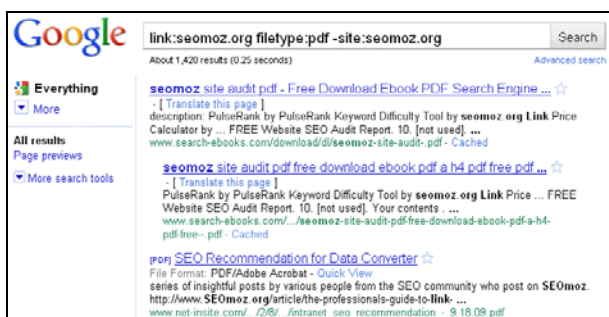 Google
link:seomoz.org filetype:pdf -site:seomoz.org
Search
About 1,420 results (0.25 seconds)
Advanced search
Everything
More
All results
Page previews
More search tools
seomoz site audit pdf - Free Download Ebook PDF Search Engine ...
- [ Translate this page ]
description: PulseRank by PulseRank Keyword Difficulty Tool by seomoz.org Link Price
Calculator by ... FREE Website SEO Audit Report. 10. [not used]. ...
www.search-ebooks.com/download/dl/seomoz-site-audit-.pdf - Cached
seomoz site audit pdf free download ebook pdf a h4 pdf free pdf ...
- [ Translate this page ]
PulseRank by PulseRank Keyword Difficulty Tool by seomoz.org Link Price ... FREE
Website SEO Audit Report. 10. [not used]. Your contents . ...
www.search-ebooks.com/.../seomoz-site-audit-pdf-free-download-ebook-pdf-a-h4-
pdf-free--.pdf - Cached
[PDF] SEO Recommendation for Data Converter
File Format: PDF/Adobe Acrobat - Quick View
series of insightful posts by various people from the SEO community who post on SEOmoz.
http://www.SEOmoz.org/article/the-professionals-guide-to-link- ...
www.net-insite.com/.../2/8/.../intranet_seo_recommendation_-_9.18.09.pdf